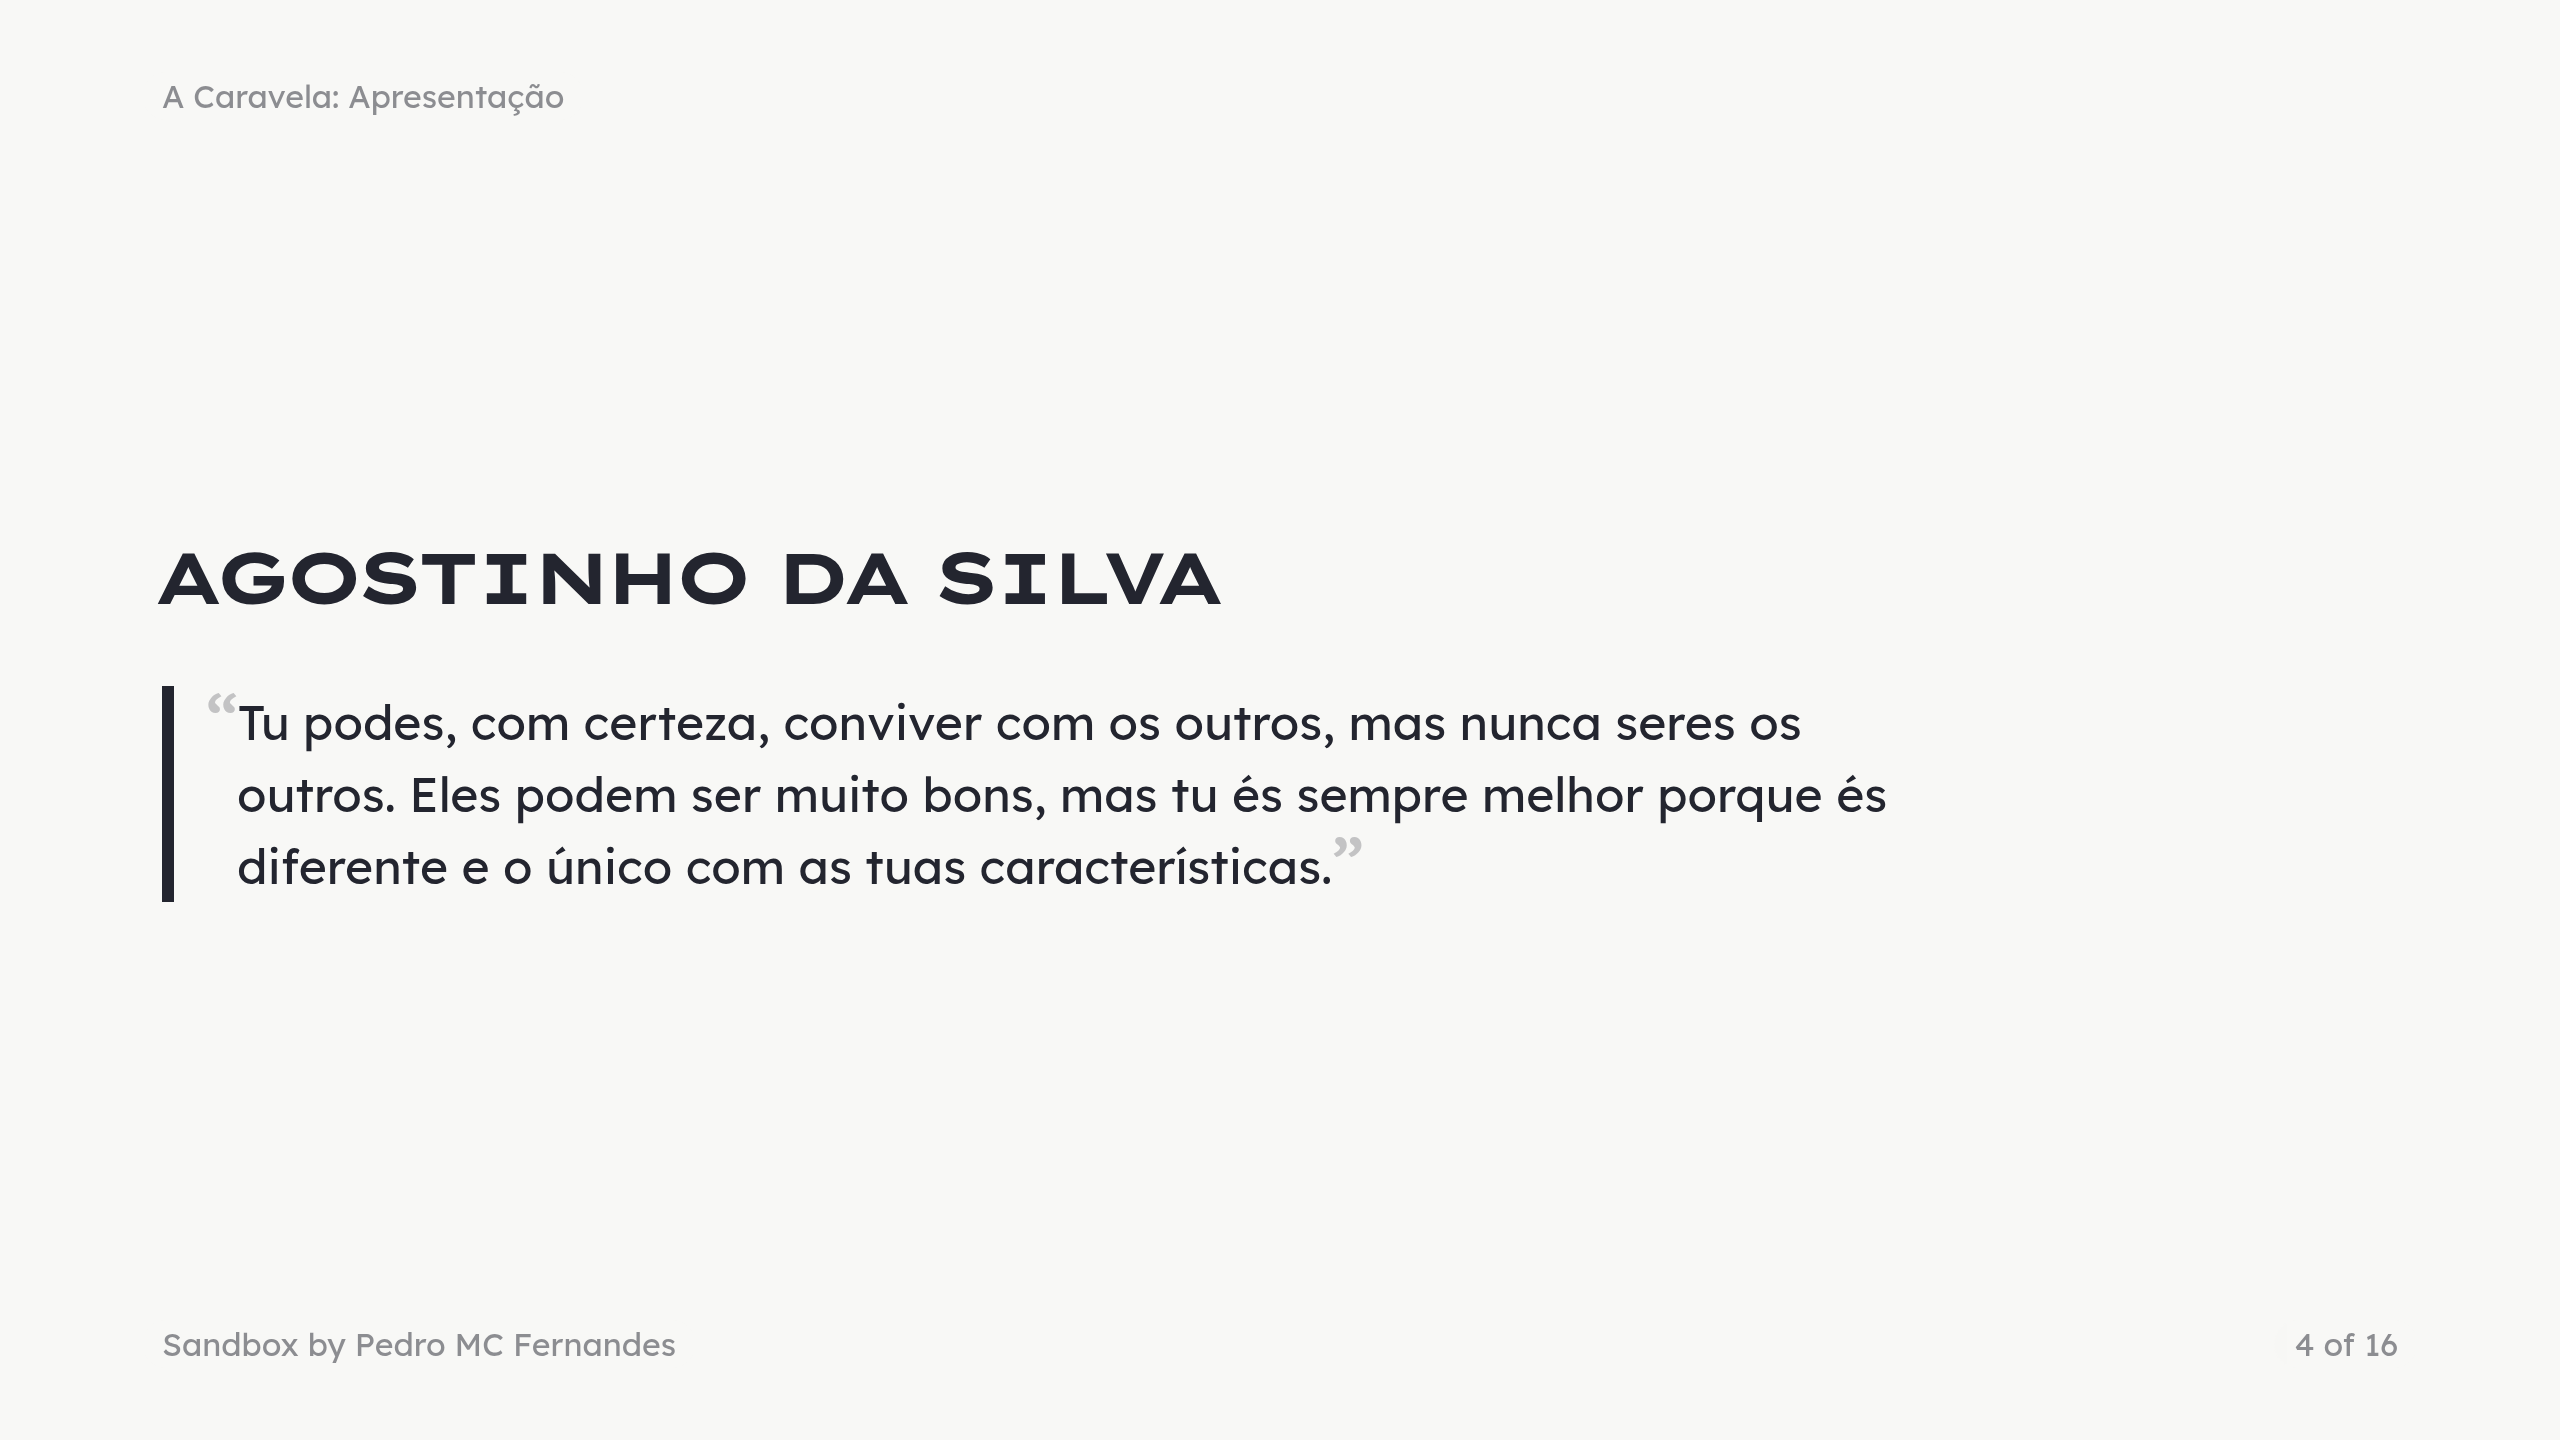 A Caravela: Apresentação
AGOSTINHO DA SILVA
“Tu podes, com certeza, conviver com os outros, mas nunca seres os
outros. Eles podem ser muito bons, mas tu és sempre melhor porque és
diferente e o único com as tuas características.”
Sandbox by Pedro MC Fernandes
4 of 16